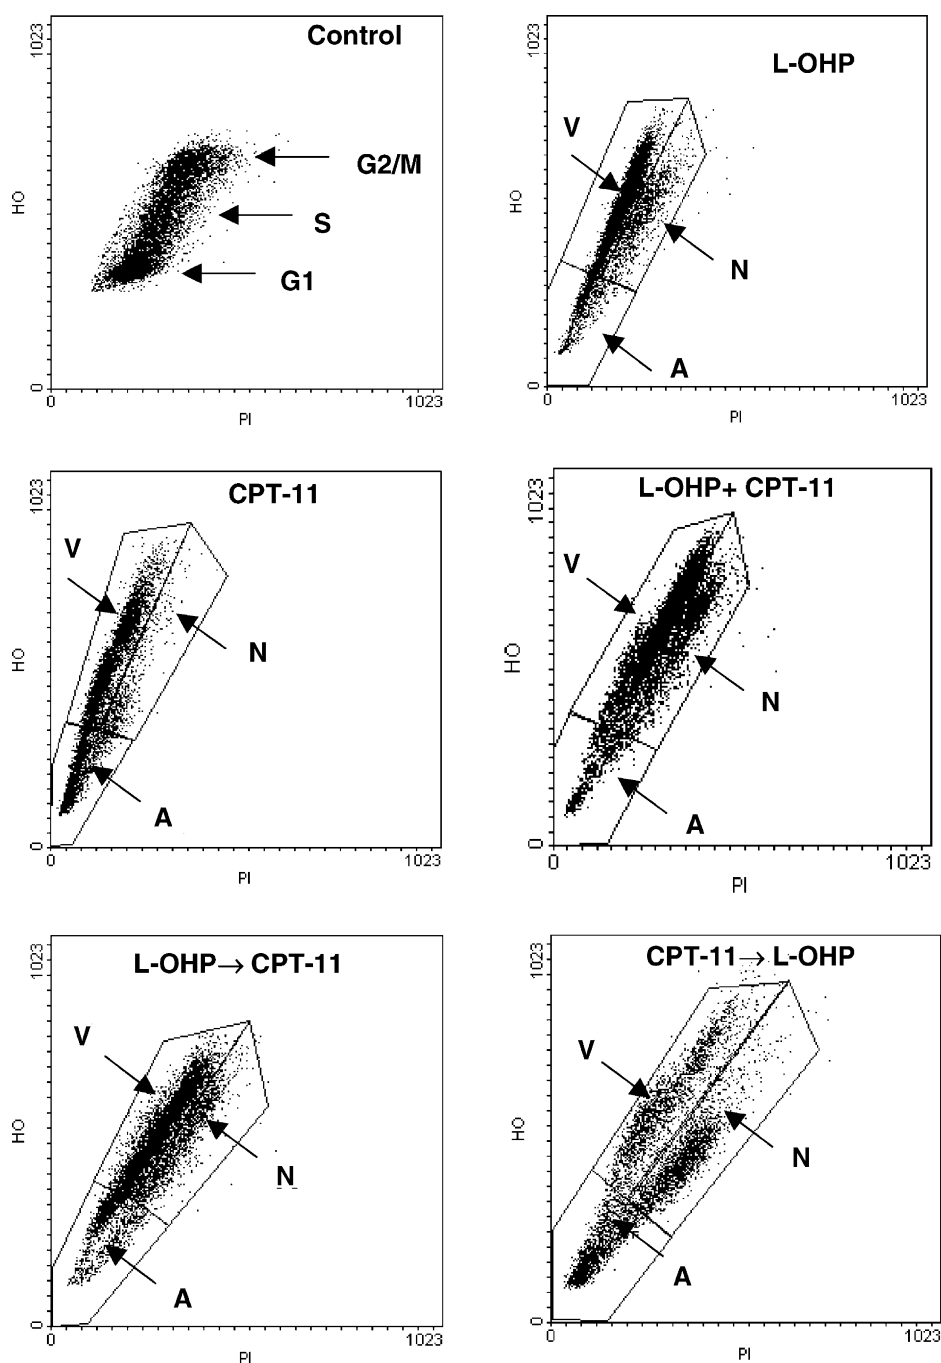 Control
1023
HO
0
G2/M
S
G1
0
1023
PI
L-OHP
1023
HO
0
V
N
A
0
1023
PI
CPT-11
1023
HO
0
V
N
A
0
1023
PI
L-OHP+ CPT-11
1023
HO
0
V
N
A
0
1023
PI
L-OHP→ CPT-11
1023
HO
0
V
N
A
0
1023
PI
CPT-11→ L-OHP
1023
HO
0
V
N
A
0
1023
PI